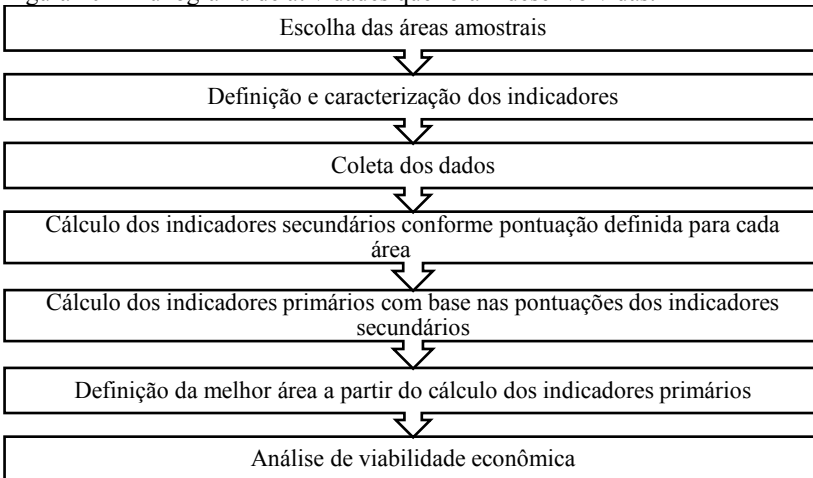 Escolha das áreas amostrais
Definição e caracterização dos indicadores
Coleta dos dados
Cálculo dos indicadores secundários conforme pontuação definida para cada
área
Cálculo dos indicadores primários com base nas pontuações dos indicadores
secundários
Definição da melhor área a partir do cálculo dos indicadores primários
Análise de viabilidade econômica